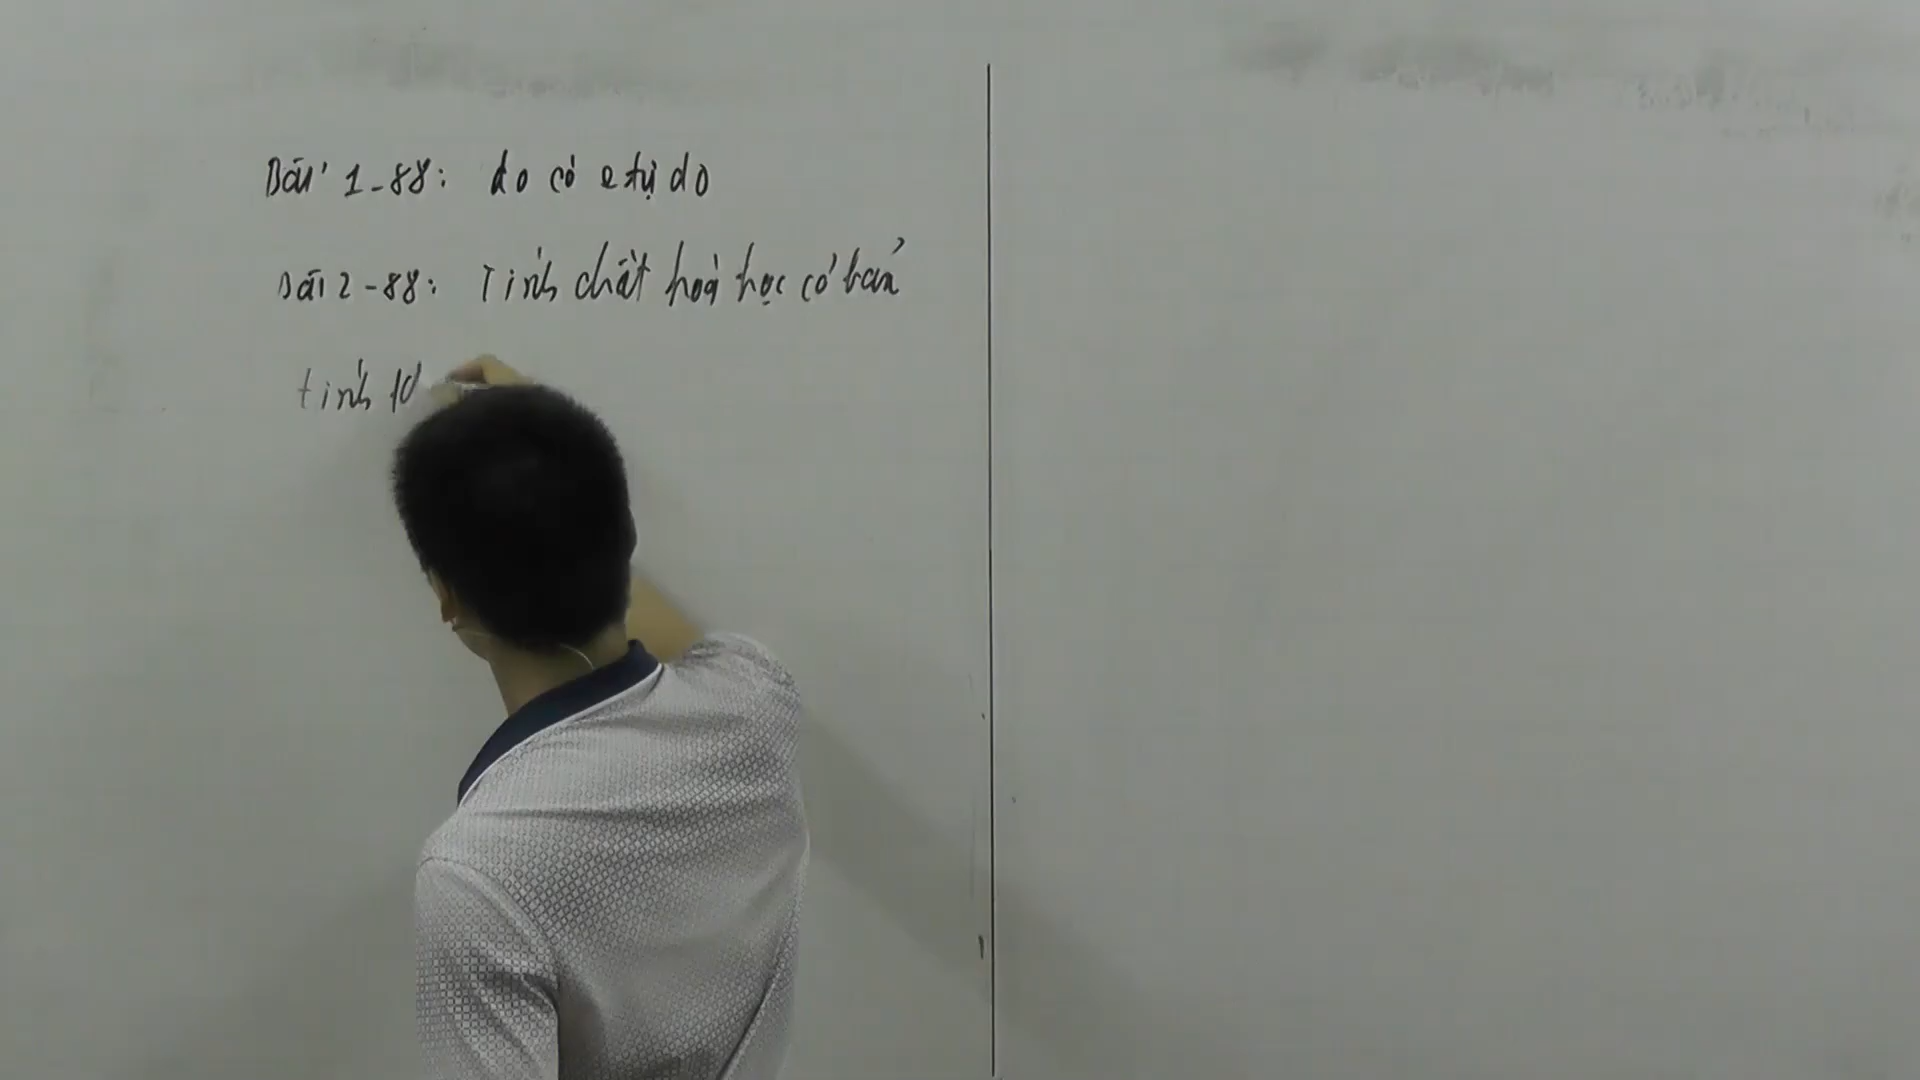 Bài 1-88: do có e tự do
Bài 2-88: Tính chất hoá học cơ bản
tính